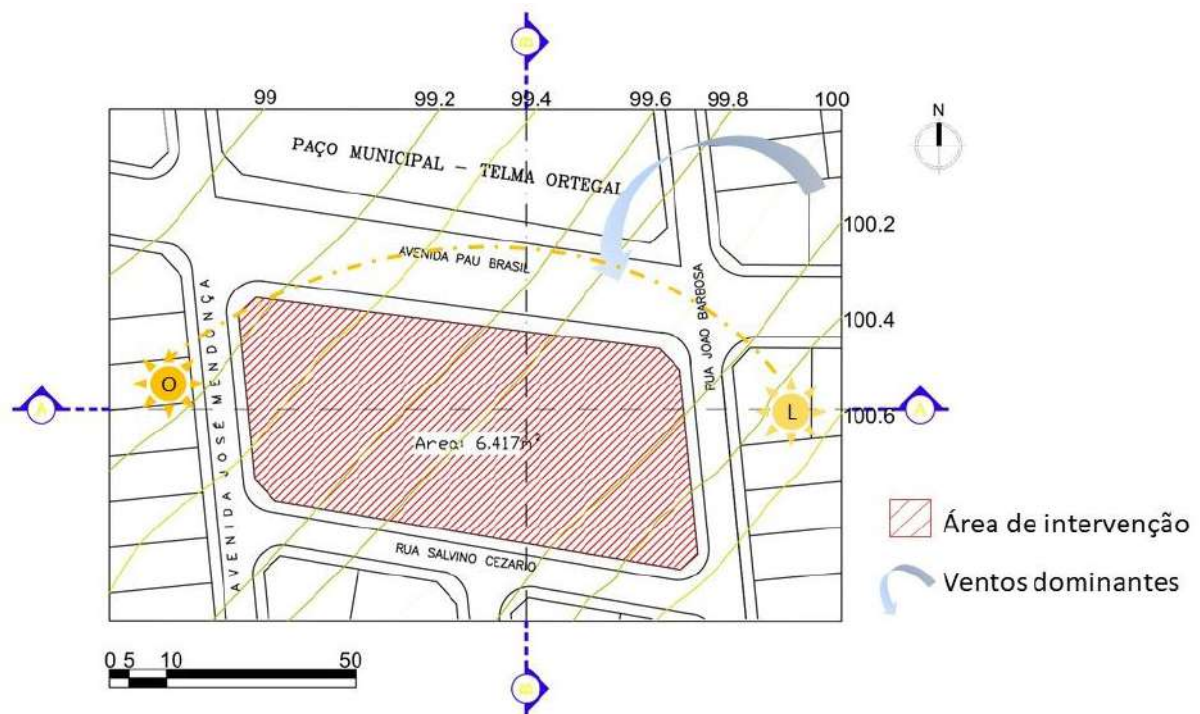 B
99 99.2 99.4 99.6 99.8 100
N
PAÇO MUNICIPAL - TELMA ORTEGAL
100.2
AVENIDA PAU BRASIL
RUA JOAO BARBOSA
AVENIDA JOSÉ MENDONÇA
100.4
O
L
A
100.6
A
Area: 6.417m²
Área de intervenção
RUA SALVINO CEZARIO
Ventos dominantes
0 5 10 50
B